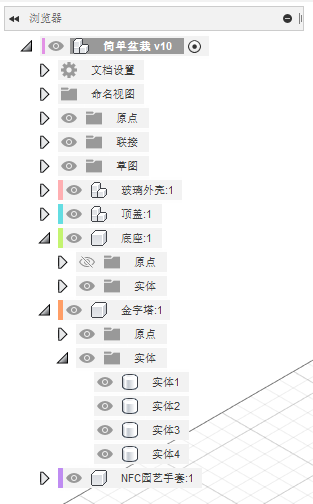 浏览器
简单盆栽 v10
文档设置
命名视图
原点
联接
草图
玻璃外壳:1
顶盖:1
底座:1
原点
实体
金字塔:1
原点
实体
实体1
实体2
实体3
实体4
NFC园艺手套:1